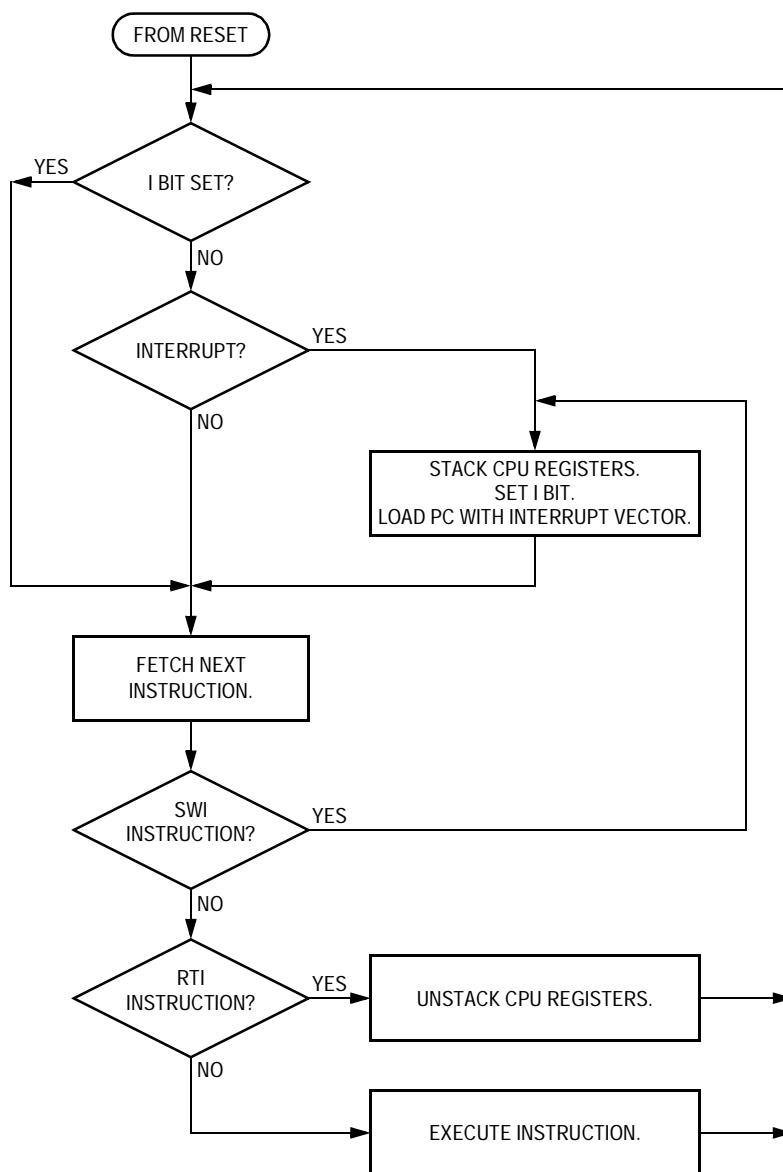 FROM RESET
YES
I BIT SET?
NO
INTERRUPT?
YES
NO
STACK CPU REGISTERS.
SET I BIT.
LOAD PC WITH INTERRUPT VECTOR.
FETCH NEXT
INSTRUCTION.
SWI
INSTRUCTION?
YES
NO
RTI
INSTRUCTION?
YES
UNSTACK CPU REGISTERS.
NO
EXECUTE INSTRUCTION.